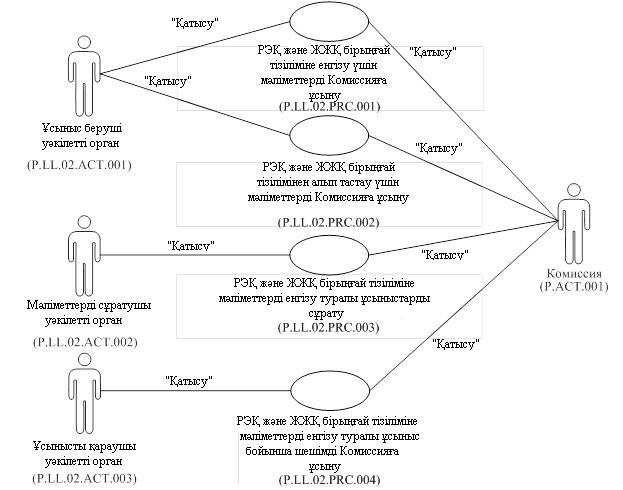 "Қатысу"
РЭҚ және ЖЖҚ бірыңғай
тізіліміне енгізу үшін
мәліметтерді Комиссияға
ұсыну
(P.LL.02.PRC.001)
"Қатысу"
"Қатысу"
Ұсыныс беруші
уәкілетті орган
(P.LL.02.ACT.001)
"Қатысу"
РЭҚ және ЖЖҚ бірыңғай
тізілімінен алып тастау үшін
мәліметтерді Комиссияға ұсыну
(P.LL.02.PRC.002)
"Қатысу"
"Қатысу"
Комиссия
(P.ACT.001)
Мәліметтерді сұратушы
уәкілетті орган
(P.LL.02.ACT.002)
РЭҚ және ЖЖҚ бірыңғай тізіліміне
мәліметтерді енгізу туралы ұсыныстарды
сұрату
(P.LL.02.PRC.003)
"Қатысу"
"Қатысу"
Ұсынысты қараушы
уәкілетті орган
(P.LL.02.ACT.003)
РЭҚ және ЖЖҚ бірыңғай тізіліміне
мәліметтерді енгізу туралы ұсыныс
бойынша шешімді Комиссияға
ұсыну
(P.LL.02.PRC.004)